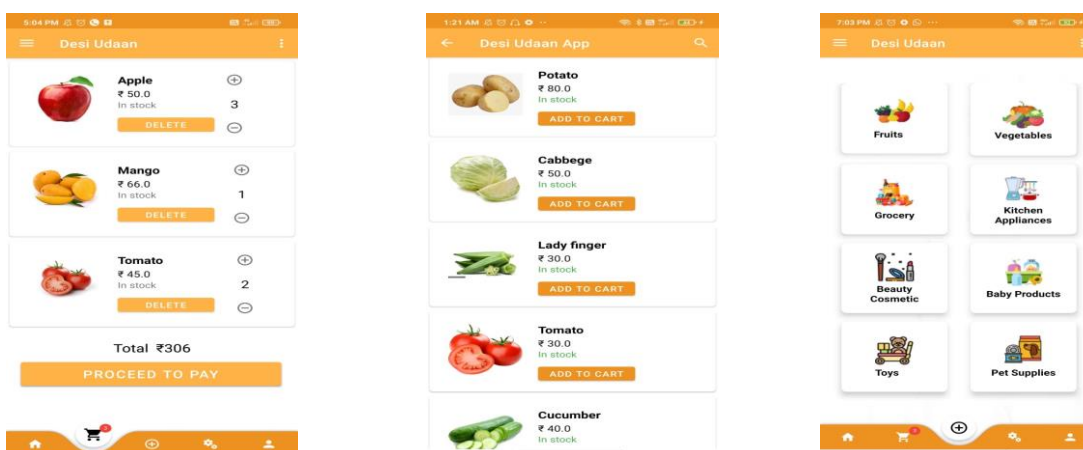 5:04 PM
Desi Udaan
Apple
₹ 50.0
In stock
3
DELETE
Mango
₹ 66.0
In stock
1
DELETE
Tomato
₹ 45.0
In stock
2
DELETE
Total ₹306
PROCEED TO PAY
1:21 AM
Desi Udaan App
Potato
₹ 80.0
In stock
ADD TO CART
Cabbege
₹ 50.0
In stock
ADD TO CART
Lady finger
₹ 30.0
In stock
ADD TO CART
Tomato
₹ 30.0
In stock
ADD TO CART
Cucumber
₹ 40.0
In stock
7:03 PM
Desi Udaan
Fruits
Vegetables
Grocery
Kitchen
Appliances
Beauty
Cosmetic
Baby Products
Toys
Pet Supplies